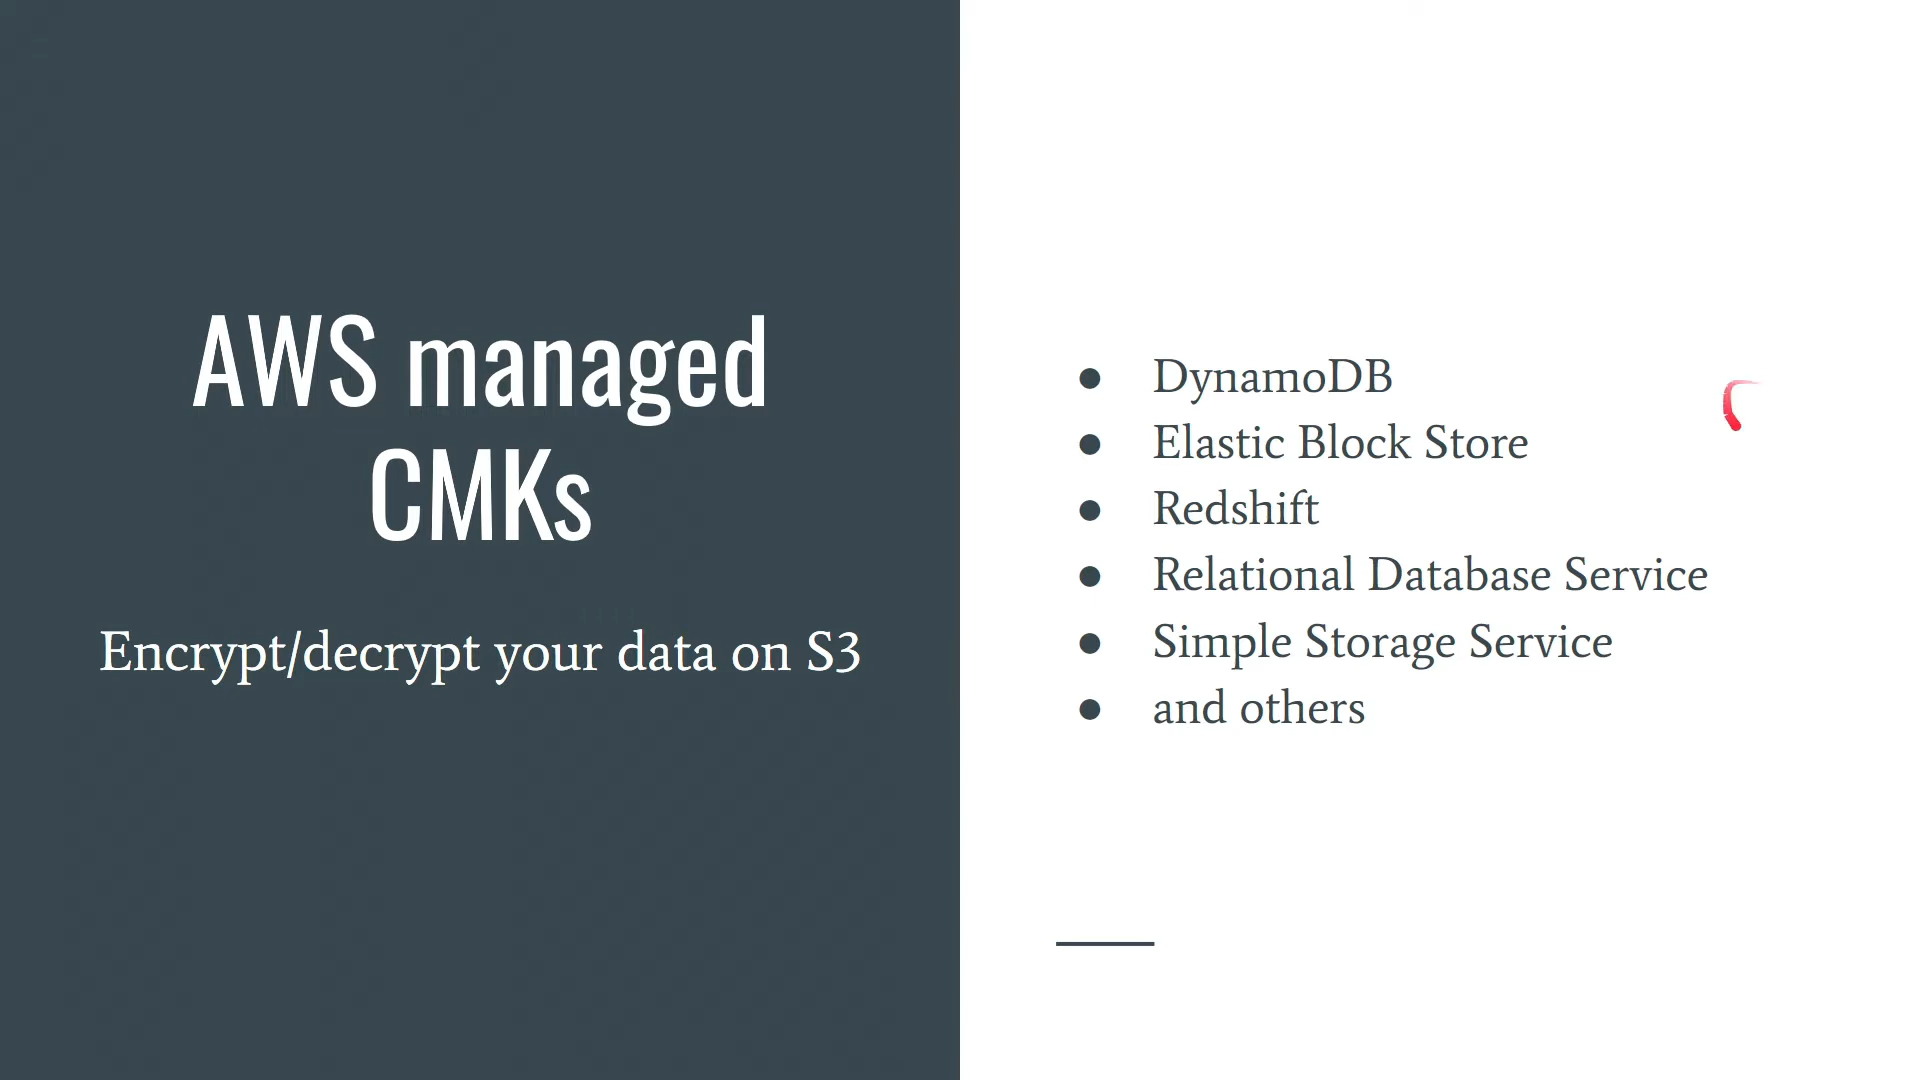 AWS managed
CMKs
Encrypt/decrypt your data on S3
● DynamoDB
● Elastic Block Store
● Redshift
● Relational Database Service
● Simple Storage Service
● and others